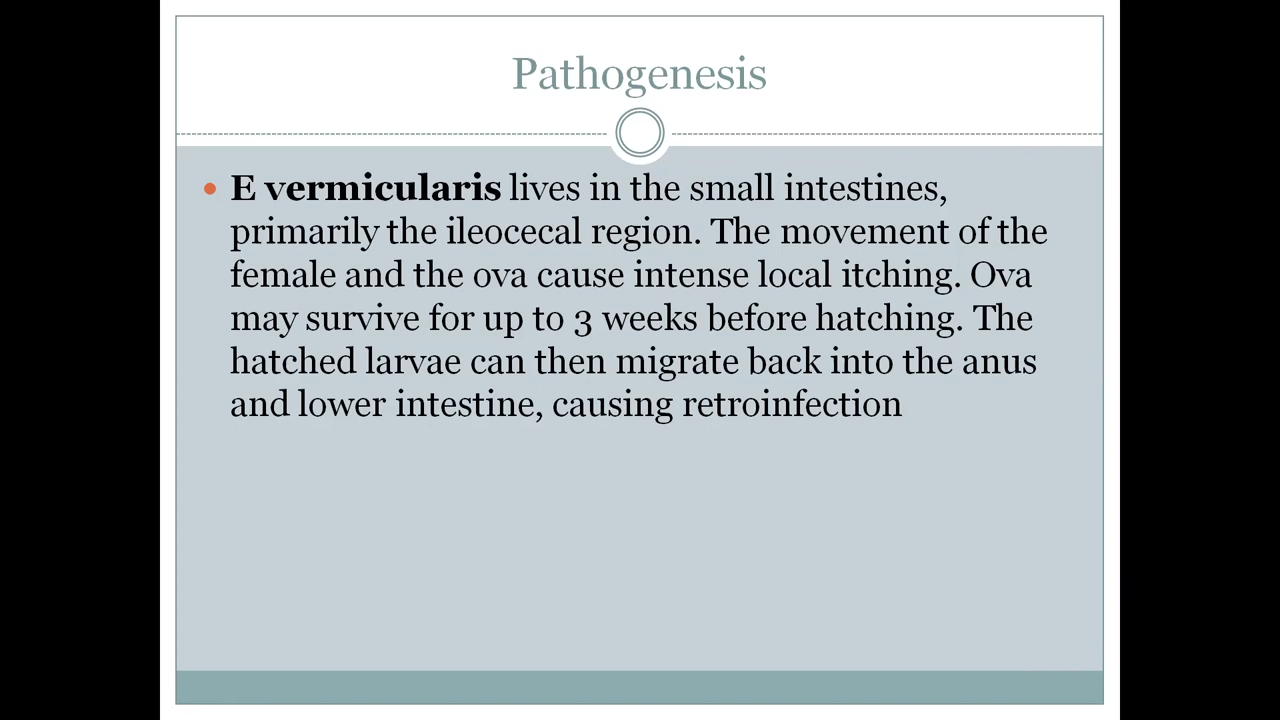 Pathogenesis
• E vermicularis lives in the small intestines,
primarily the ileocecal region. The movement of the
female and the ova cause intense local itching. Ova
may survive for up to 3 weeks before hatching. The
hatched larvae can then migrate back into the anus
and lower intestine, causing retroinfection